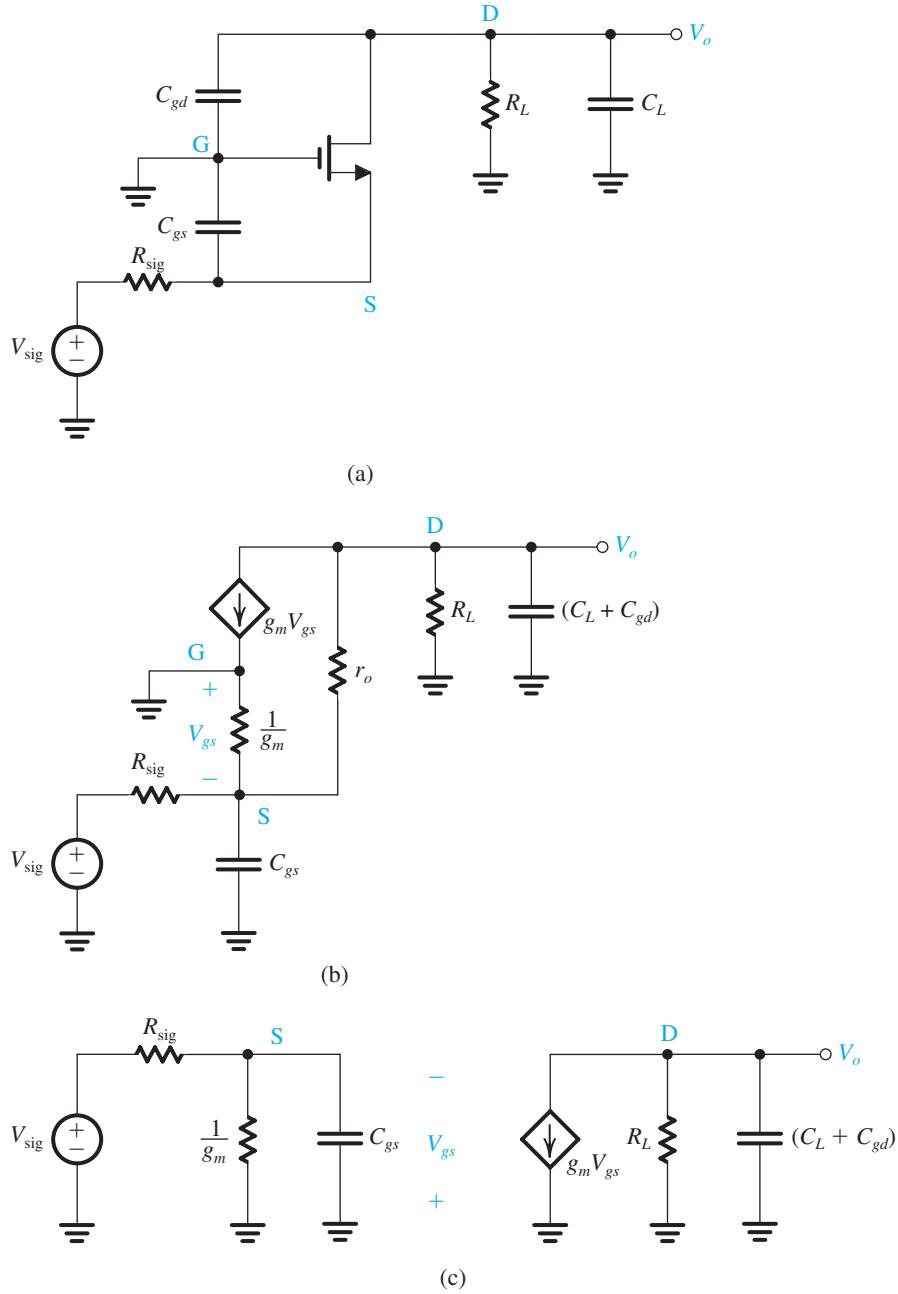 D
V_o
C_gd
R_L
C_L
G
C_gs
R_sig
S
V_sig
+
−
(a)
D
V_o
g_m V_gs
R_L
(C_L + C_gd)
G
r_o
+
V_gs
1/g_m
−
R_sig
S
V_sig
+
−
C_gs
(b)
R_sig
S
D
V_o
V_sig
+
−
1/g_m
C_gs
−
V_gs
+
g_m V_gs
R_L
(C_L + C_gd)
(c)